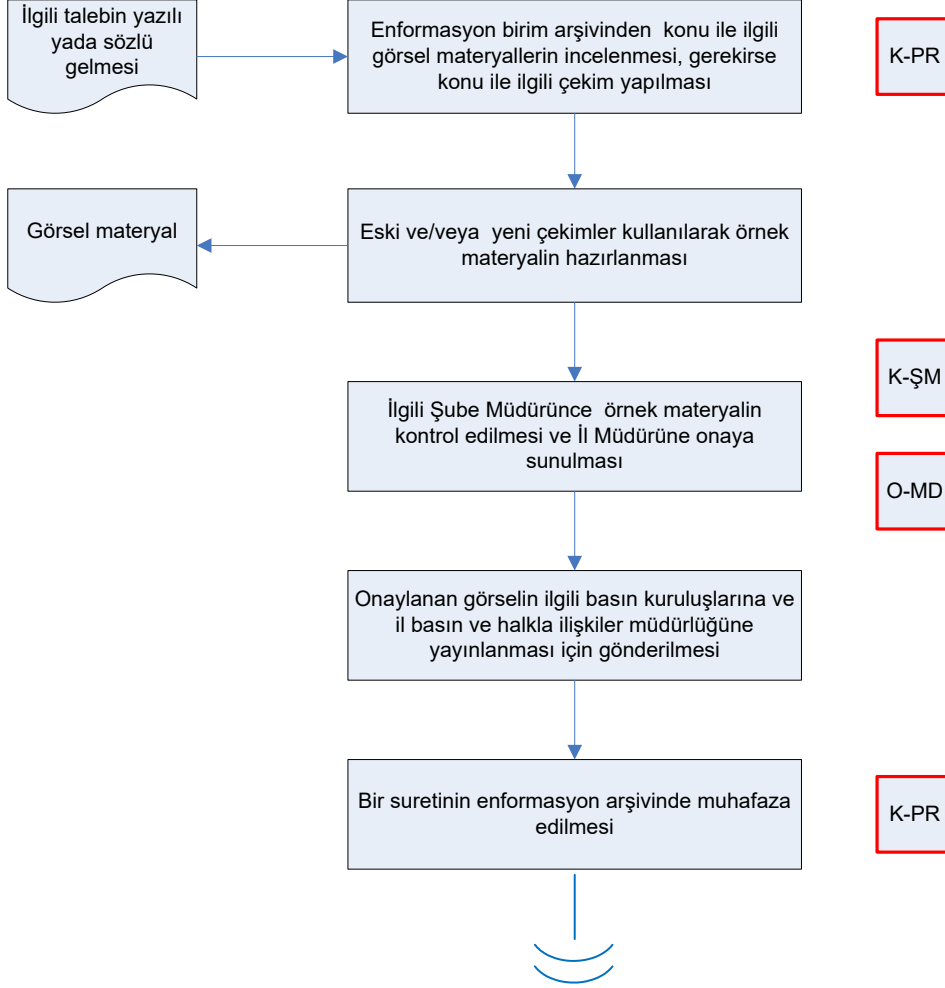 İlgili talebin yazılı
yada sözlü
gelmesi
Enformasyon birim arşivinden konu ile ilgili
görsel materyallerin incelenmesi, gerekirse
konu ile ilgili çekim yapılması
K-PR
Görsel materyal
Eski ve/veya yeni çekimler kullanılarak örnek
materyalin hazırlanması
K-ŞM
İlgili Şube Müdürünce örnek materyalin
kontrol edilmesi ve İl Müdürüne onaya
sunulması
O-MD
Onaylanan görselin ilgili basın kuruluşlarına ve
il basın ve halkla ilişkiler müdürlüğüne
yayınlanması için gönderilmesi
Bir suretinin enformasyon arşivinde muhafaza
edilmesi
K-PR